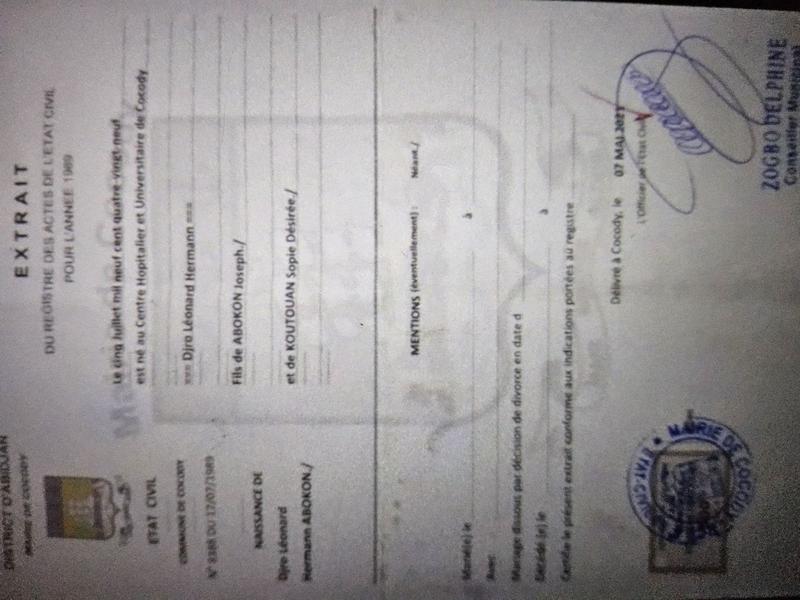 DISTRICT D'ABIDJAN
MAIRIE DE COCODY
ETAT CIVIL
COMMUNE DE COCODY
N° 8388 DU 12/07/1989
NAISSANCE DE
Djro Léonard
Hermann ABOKON./
EXTRAIT
DU REGISTRE DES ACTES DE L'ETAT CIVIL
POUR L'ANNEE 1989
Le cinq Juillet mil neuf cent quatre vingt neuf
est né au Centre Hopitalier et Universitaire de Cocody
=== Djro Léonard Hermann ===
Fils de ABOKON Joseph./
et de KOUTOUAN Sopie Désirée./
MENTIONS (éventuellement) : Néant./
Marié(e) le à
Avec
Mariage dissous par décision de divorce en date d
Décédé (e) le à
Certifie le présent extrait conforme aux indications portées au registre
Délivré à Cocody, le 07 MAI 2021
L'Officier de l'Etat Civil
ZOGBO DELPHINE
Conseiller Municipal
MAIRIE DE COCODY
ETAT-CIVIL